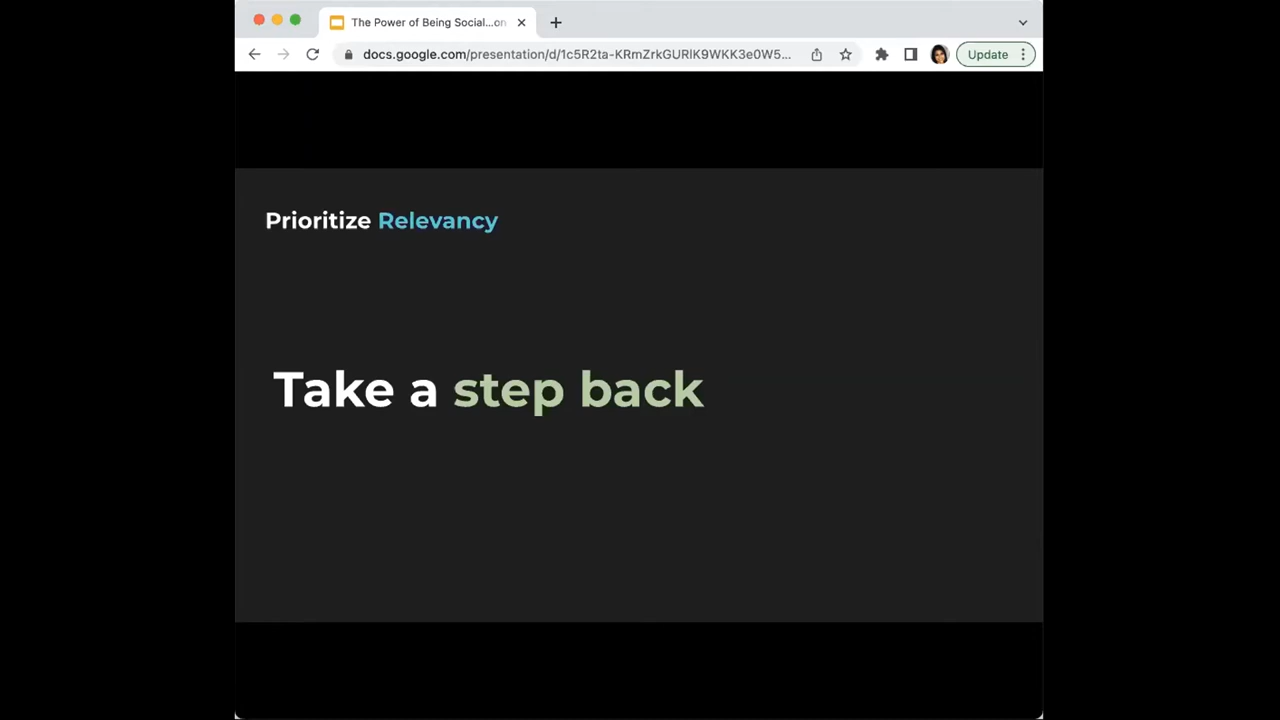 The Power of Being Social...on
docs.google.com/presentation/d/1c5R2ta-KRmZrkGURlK9WKK3e0W5...
Update
Prioritize Relevancy
Take a step back